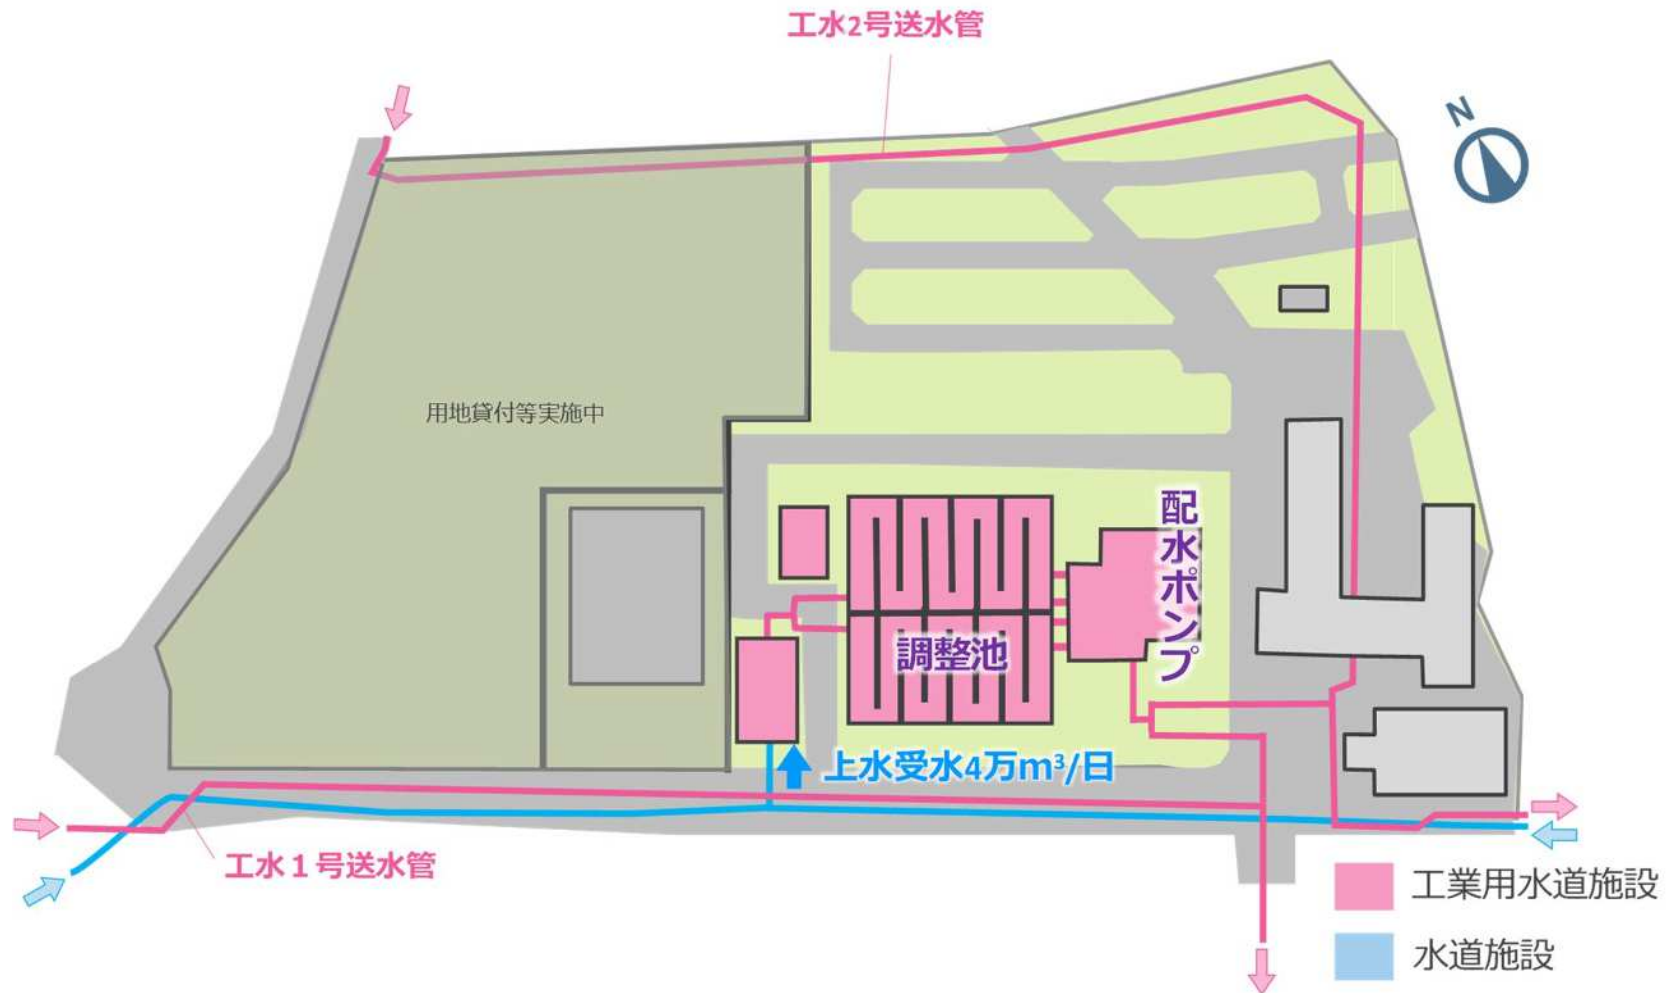 工水2号送水管
N
用地貸付等実施中
配水ポンプ
調整池
上水受水4万m³/日
工水１号送水管
工業用水道施設
水道施設